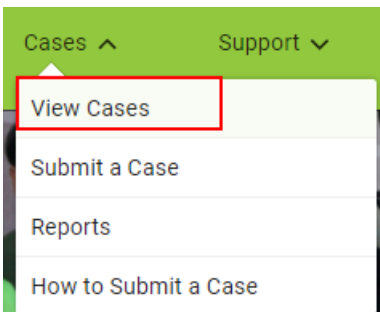 Cases Support
View Cases
Submit a Case
Reports
How to Submit a Case